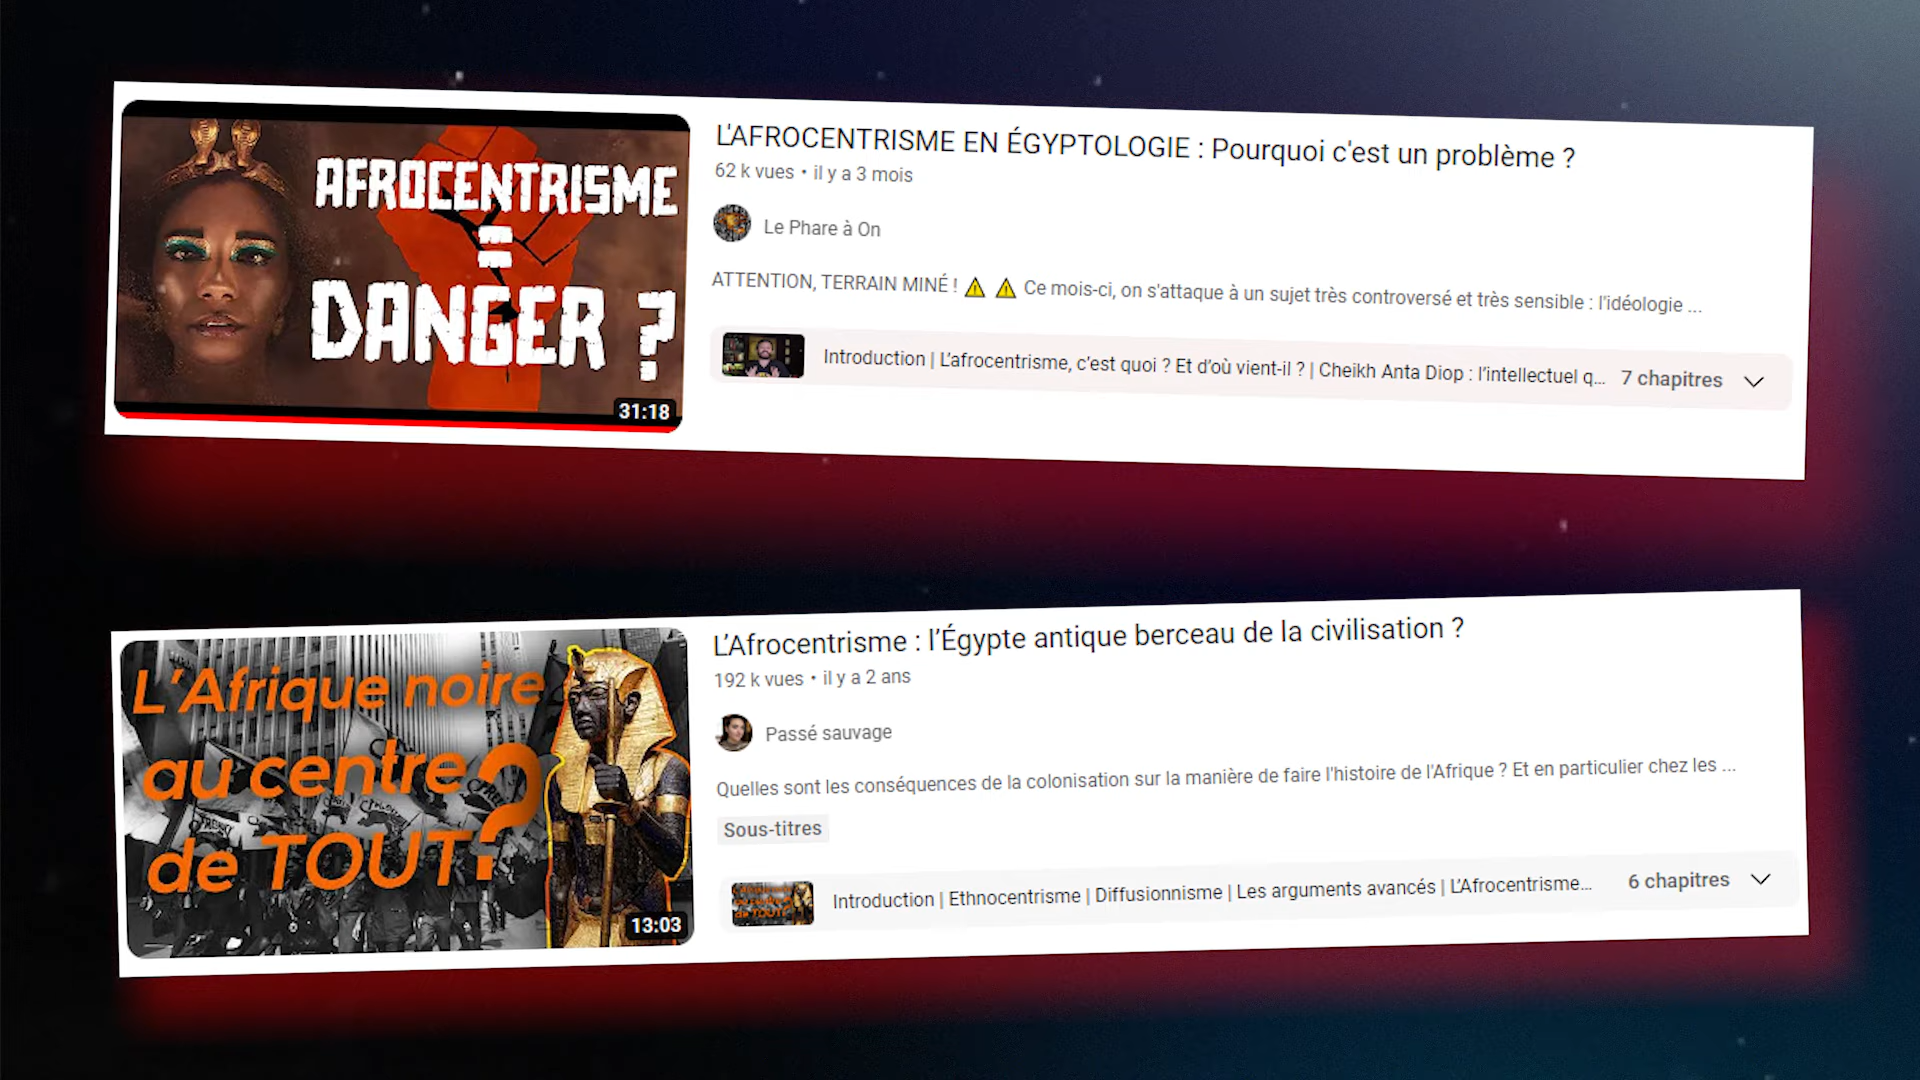 AFROCENTRISME
=
DANGER ?
31:18
L'AFROCENTRISME EN ÉGYPTOLOGIE : Pourquoi c'est un problème ?
62 k vues • il y a 3 mois
Le Phare à On
ATTENTION, TERRAIN MINÉ ! ⚠ ⚠ Ce mois-ci, on s'attaque à un sujet très controversé et très sensible : l'idéologie ...
Introduction | L'afrocentrisme, c'est quoi ? Et d'où vient-il ? | Cheikh Anta Diop : l'intellectuel q... 7 chapitres
L'Afrique noire
au centre
de TOUT ?
13:03
L'Afrocentrisme : l'Égypte antique berceau de la civilisation ?
192 k vues • il y a 2 ans
Passé sauvage
Quelles sont les conséquences de la colonisation sur la manière de faire l'histoire de l'Afrique ? Et en particulier chez les ...
Sous-titres
Introduction | Ethnocentrisme | Diffusionnisme | Les arguments avancés | L'Afrocentrisme... 6 chapitres